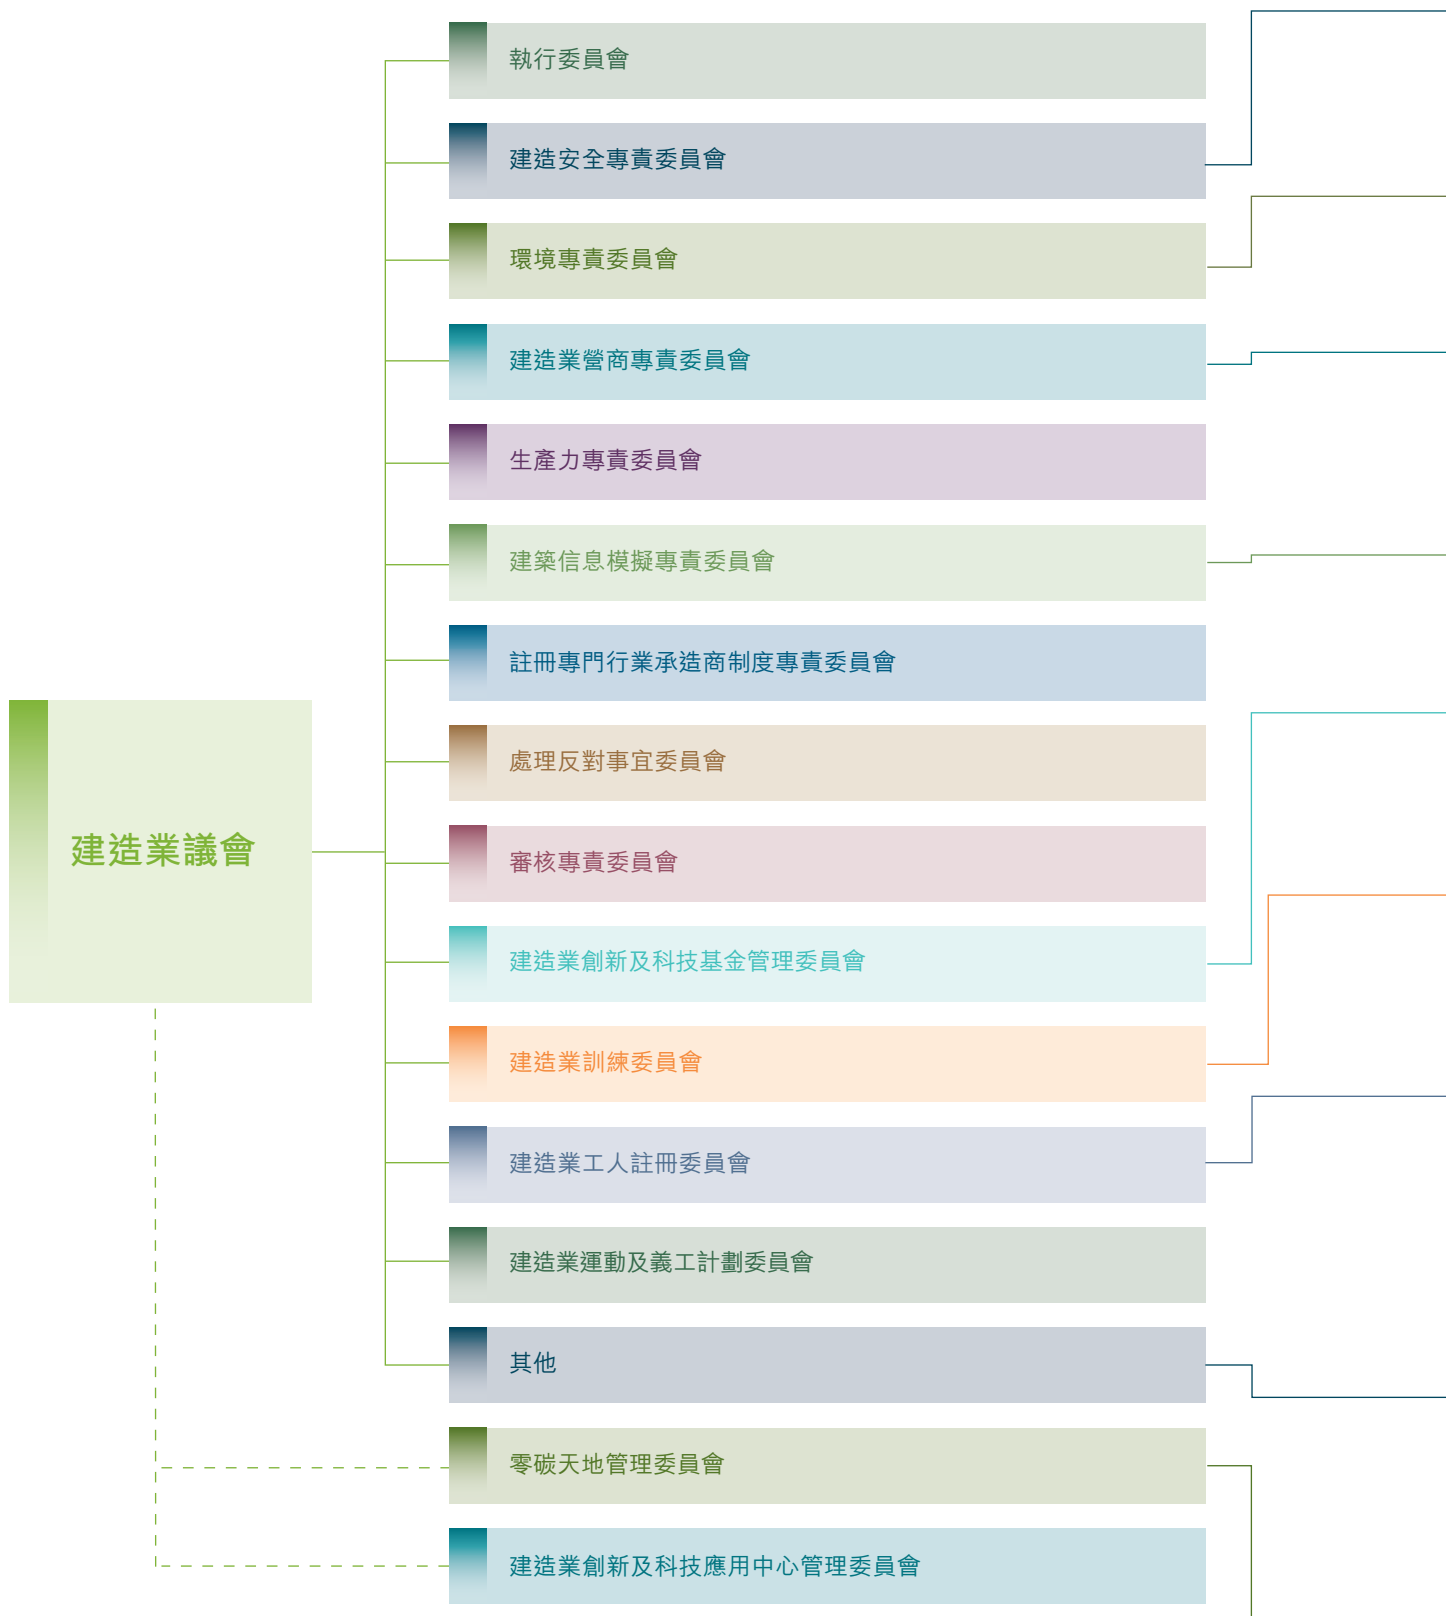 執行委員會
建造安全專責委員會
環境專責委員會
建造業營商專責委員會
生產力專責委員會
建築信息模擬專責委員會
註冊專門行業承造商制度專責委員會
處理反對事宜委員會
建造業議會
審核專責委員會
建造業創新及科技基金管理委員會
建造業訓練委員會
建造業工人註冊委員會
建造業運動及義工計劃委員會
其他
零碳天地管理委員會
建造業創新及科技應用中心管理委員會